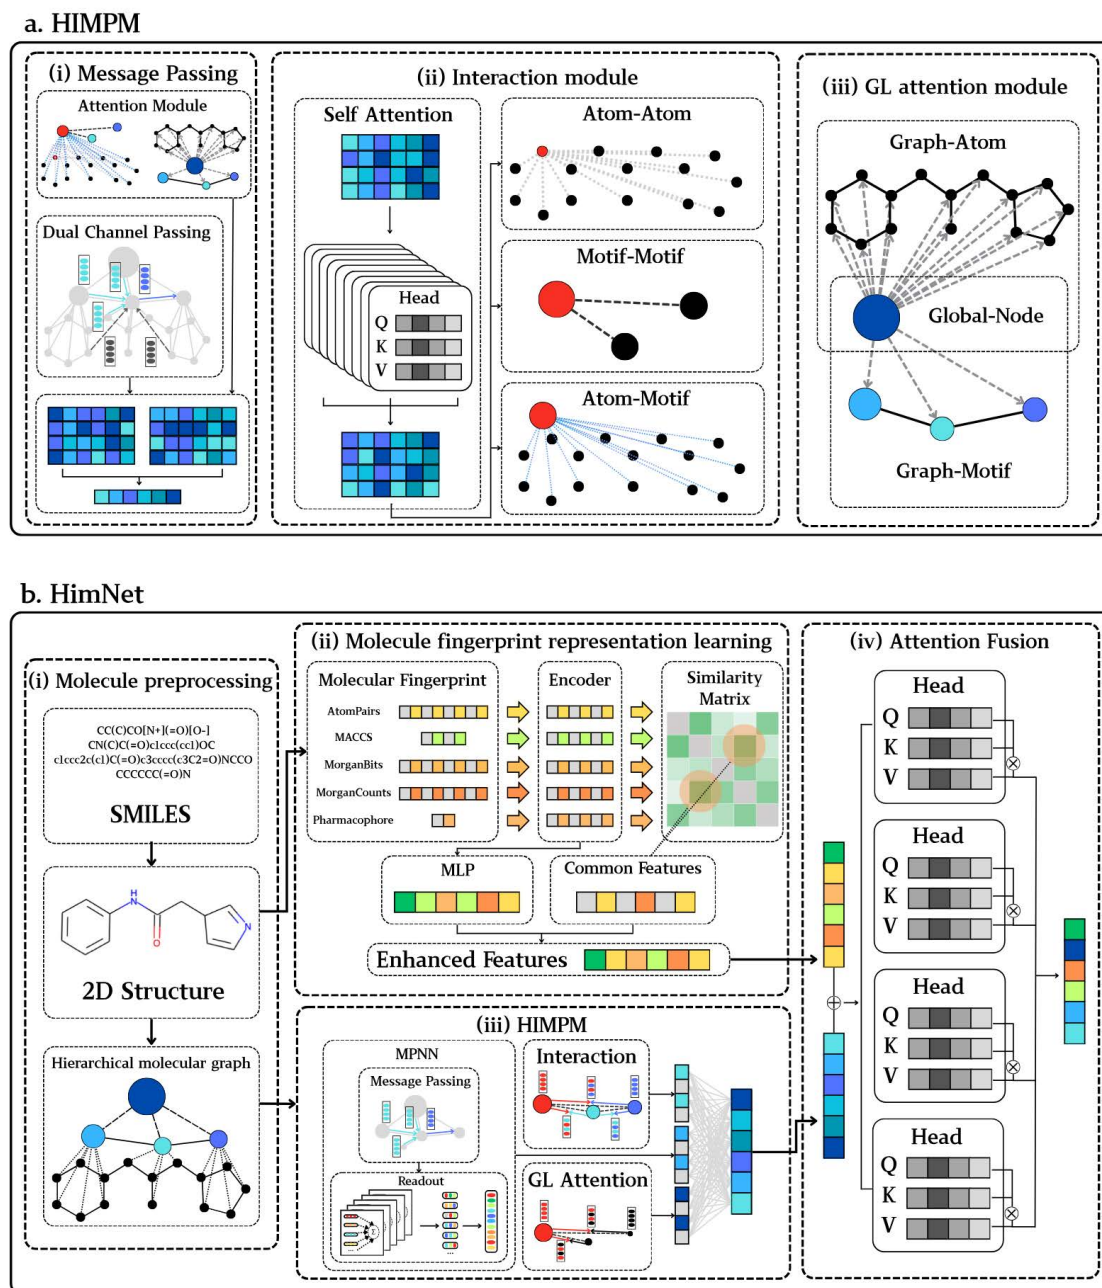 a. HIMPM
(i) Message Passing
Attention Module
Dual Channel Passing
(ii) Interaction module
Self Attention
Head
Q
K
V
Atom-Atom
Motif-Motif
Atom-Motif
(iii) GL attention module
Graph-Atom
Global-Node
Graph-Motif
b. HimNet
(i) Molecule preprocessing
CC(C)CO[N+](=O)[O-]
CN(C)C(=O)c1ccc(cc1)OC
c1ccc2c(c1)C(=O)c3cccc(c3C2=O)NCCO
CCCCCC(=O)N
SMILES
H
N
O
N
2D Structure
Hierarchical molecular graph
(ii) Molecule fingerprint representation learning
Molecular Fingerprint
Encoder
Similarity
Matrix
AtomPairs
MACCS
MorganBits
MorganCounts
Pharmacophore
MLP
Common Features
Enhanced Features
(iii) HIMPM
MPNN
Message Passing
Readout
...
...
Interaction
GL Attention
(iv) Attention Fusion
Head
Q
K
V
Head
Q
K
V
Head
Q
K
V
Head
Q
K
V